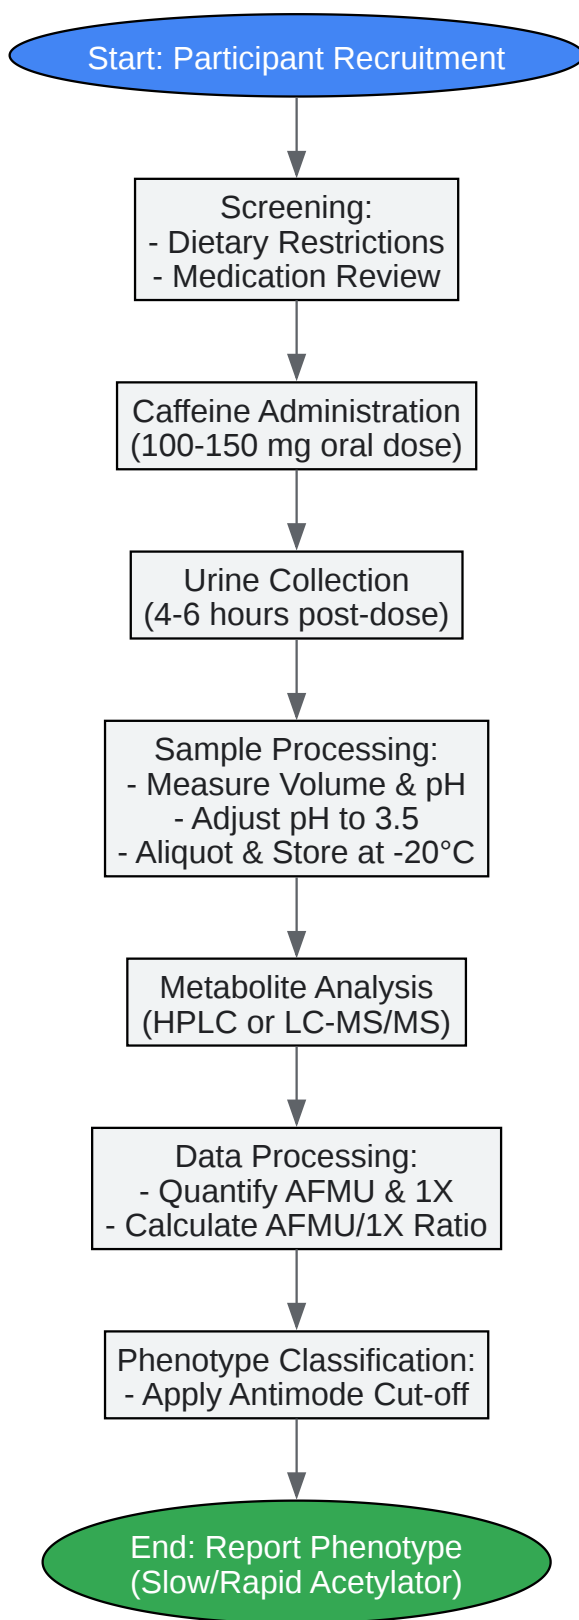 Start: Participant Recruitment
Screening:
- Dietary Restrictions
- Medication Review
Caffeine Administration
(100-150 mg oral dose)
Urine Collection
(4-6 hours post-dose)
Sample Processing:
- Measure Volume & pH
- Adjust pH to 3.5
- Aliquot & Store at -20°C
Metabolite Analysis
(HPLC or LC-MS/MS)
Data Processing:
- Quantify AFMU & 1X
- Calculate AFMU/1X Ratio
Phenotype Classification:
- Apply Antimode Cut-off
End: Report Phenotype
(Slow/Rapid Acetylator)